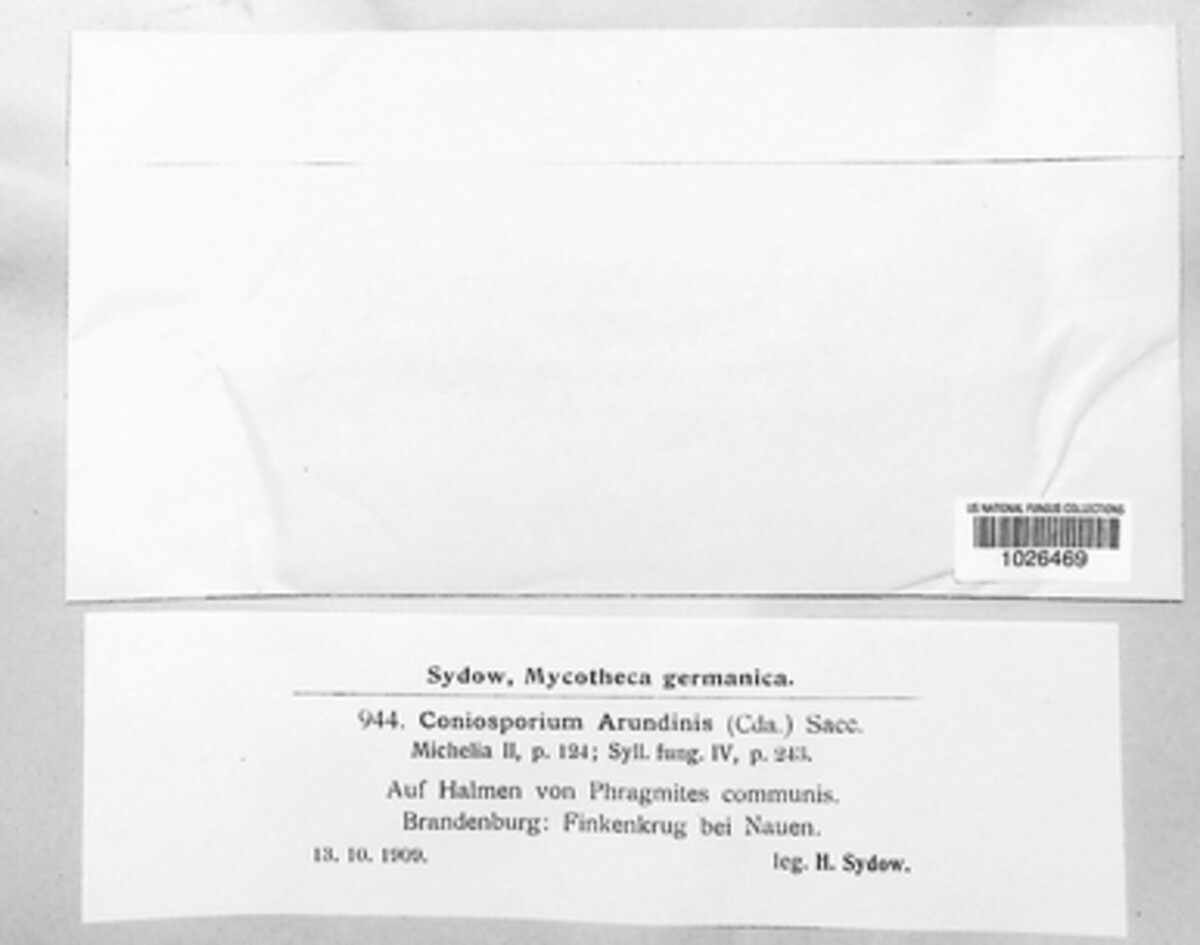 US NATIONAL FUNGUS COLLECTIONS
1026469
Sydow, Mycotheca germanica.
944. Coniosporium Arundinis (Cda.) Sacc.
Michelia II, p. 124; Syll. fung. IV, p. 243.
Auf Halmen von Phragmites communis.
Brandenburg: Finkenkrug bei Nauen.
13. 10. 1909. leg. H. Sydow.